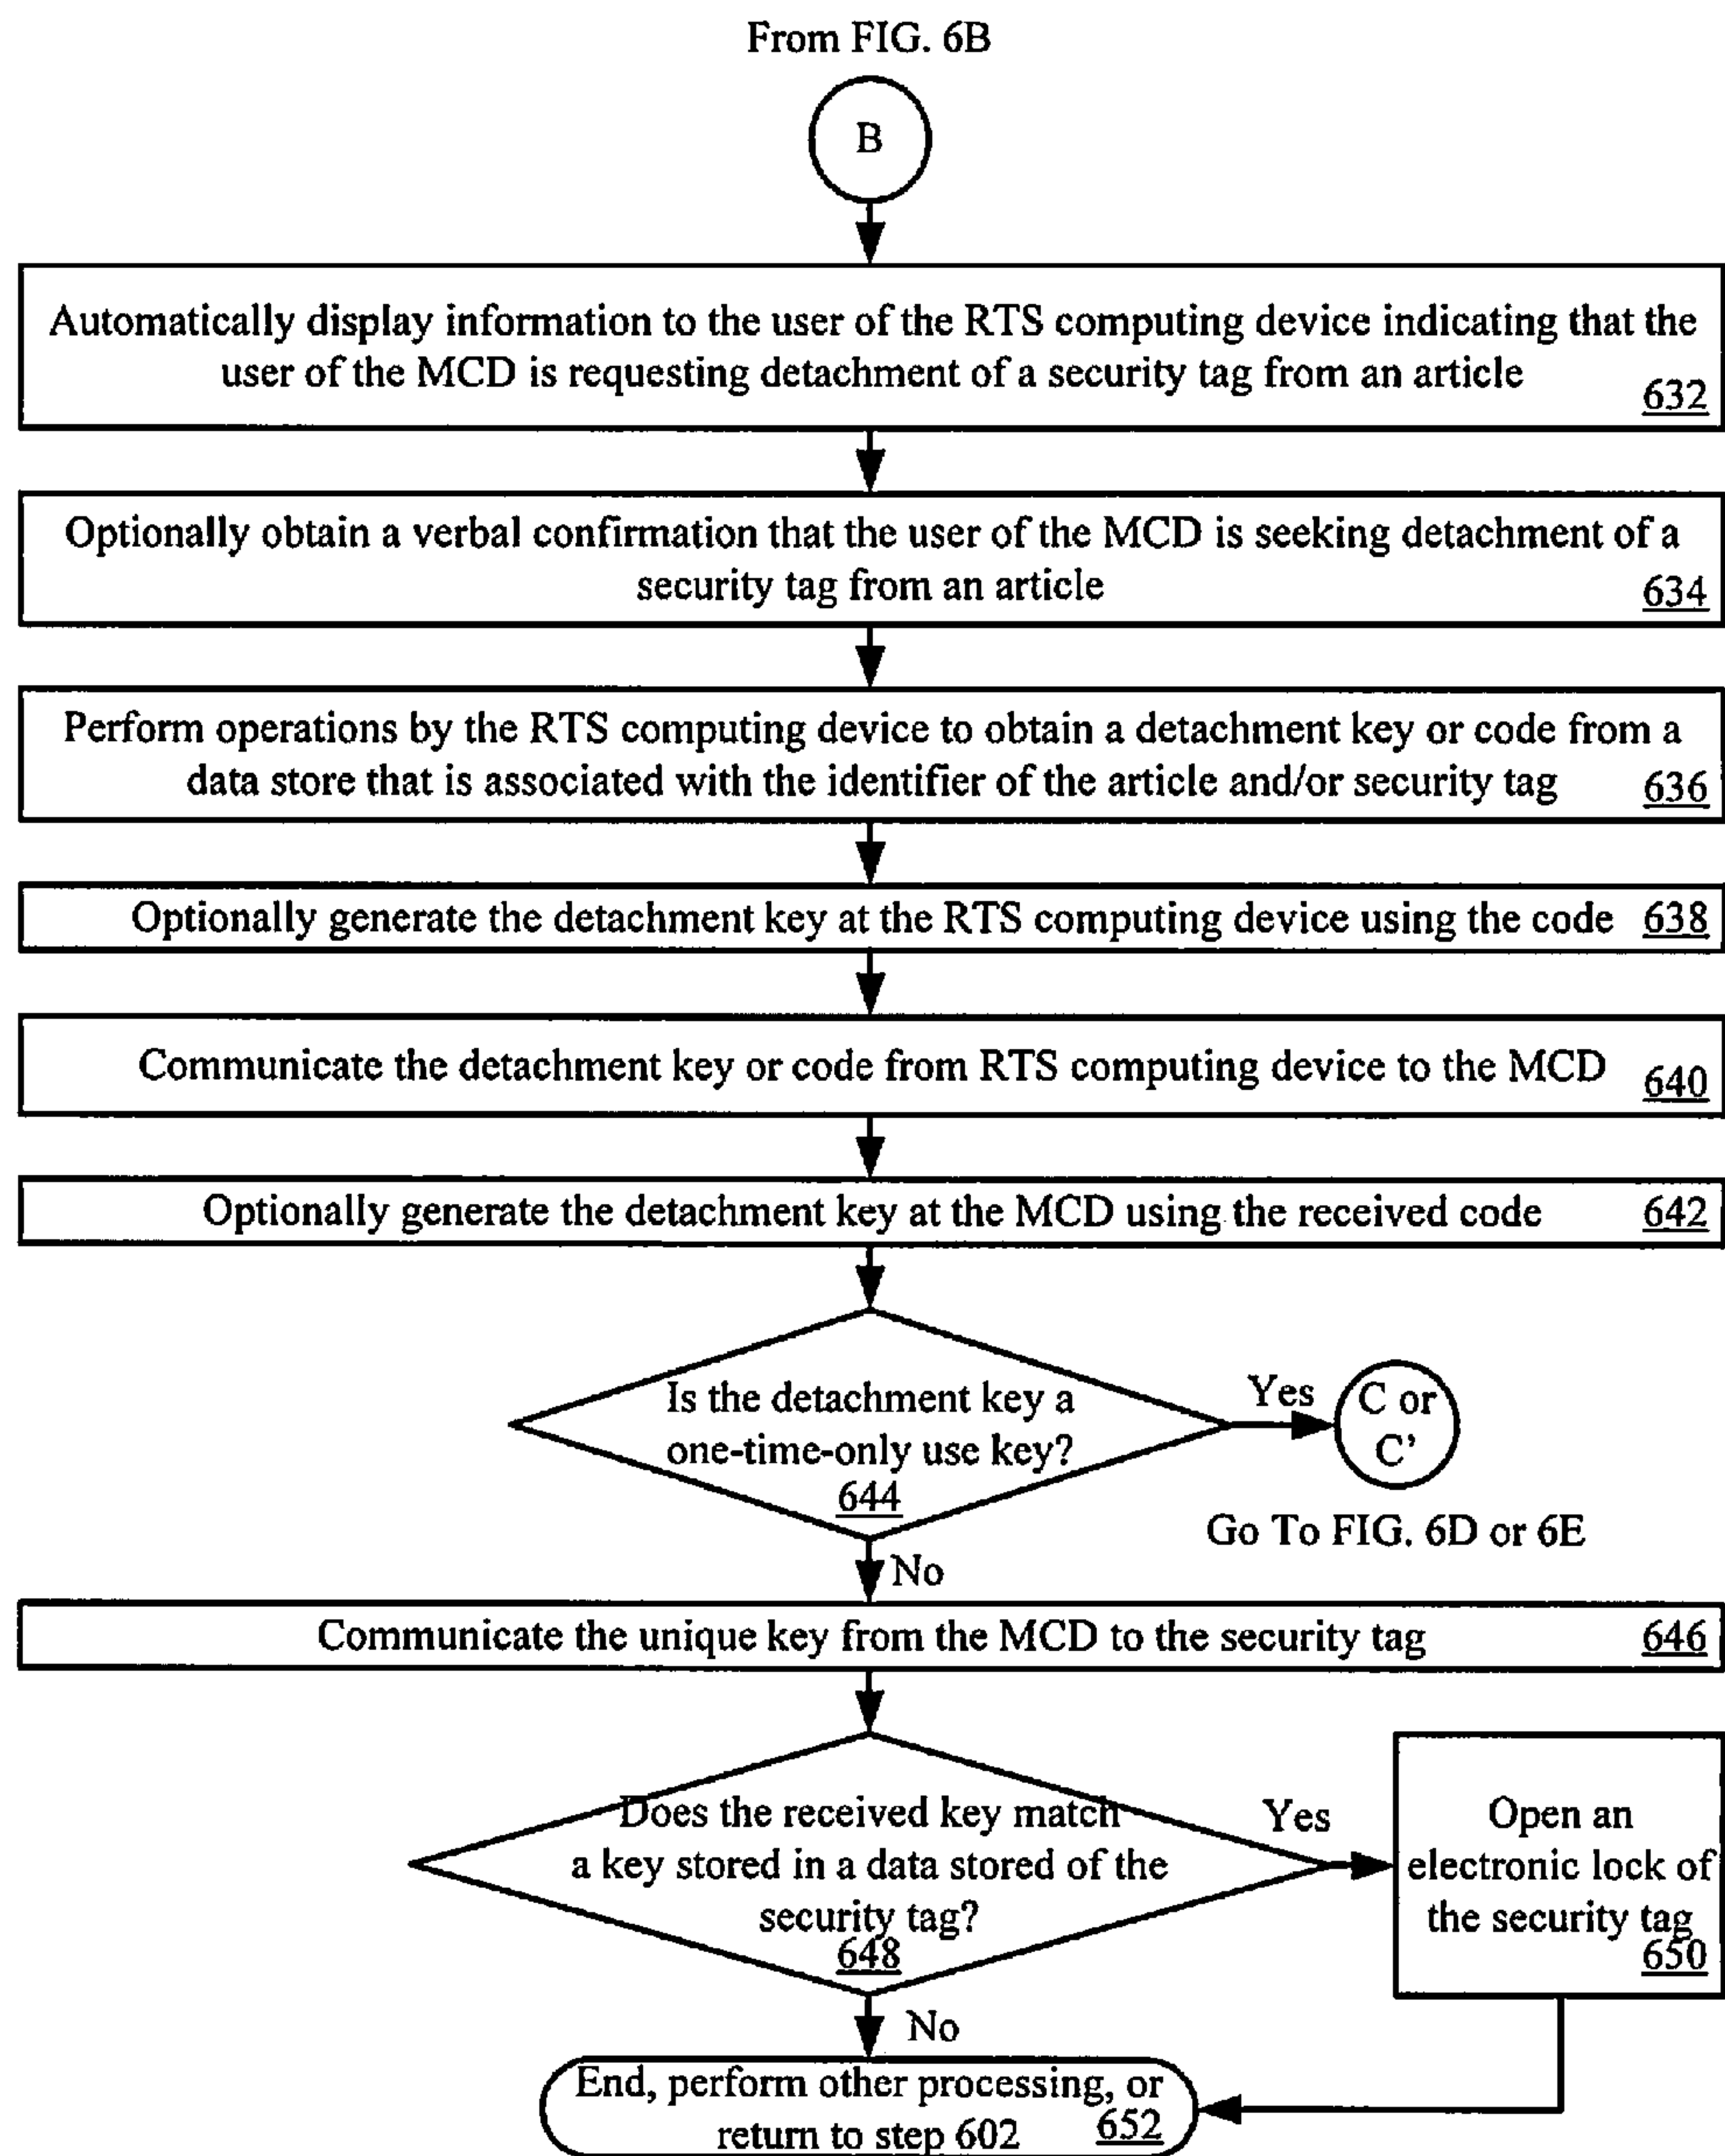 From FIG. 6B
B
Automatically display information to the user of the RTS computing device indicating that the
user of the MCD is requesting detachment of a security tag from an article
632
Optionally obtain a verbal confirmation that the user of the MCD is seeking detachment of a
security tag from an article
634
Perform operations by the RTS computing device to obtain a detachment key or code from a
data store that is associated with the identifier of the article and/or security tag
636
Optionally generate the detachment key at the RTS computing device using the code 638
Communicate the detachment key or code from RTS computing device to the MCD
640
Optionally generate the detachment key at the MCD using the received code 642
Is the detachment key a
one-time-only use key?
644
Yes
C or
C’
Go To FIG. 6D or 6E
No
Communicate the unique key from the MCD to the security tag 646
Does the received key match
a key stored in a data stored of the
security tag?
648
Yes
Open an
electronic lock of
the security tag
650
No
End, perform other processing, or
return to step 602 652